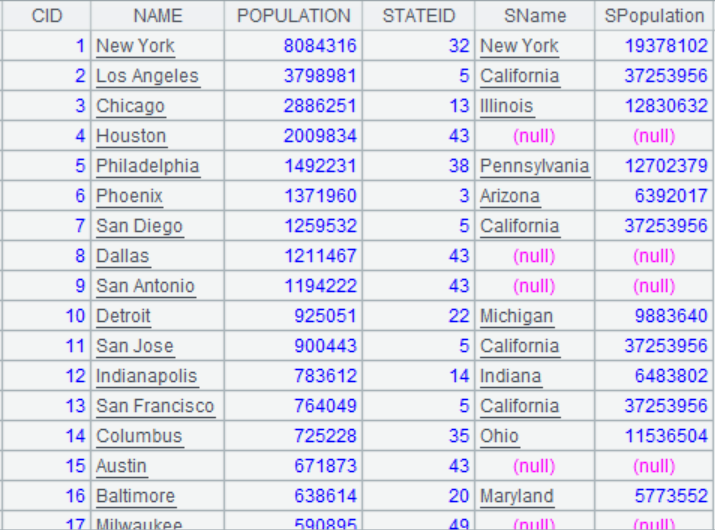 CID NAME POPULATION STATEID SName SPopulation
1 New York 8084316 32 New York 19378102
2 Los Angeles 3798981 5 California 37253956
3 Chicago 2886251 13 Illinois 12830632
4 Houston 2009834 43 (null) (null)
5 Philadelphia 1492231 38 Pennsylvania 12702379
6 Phoenix 1371960 3 Arizona 6392017
7 San Diego 1259532 5 California 37253956
8 Dallas 1211467 43 (null) (null)
9 San Antonio 1194222 43 (null) (null)
10 Detroit 925051 22 Michigan 9883640
11 San Jose 900443 5 California 37253956
12 Indianapolis 783612 14 Indiana 6483802
13 San Francisco 764049 5 California 37253956
14 Columbus 725228 35 Ohio 11536504
15 Austin 671873 43 (null) (null)
16 Baltimore 638614 20 Maryland 5773552
17 Milwaukee 590895 49 (null) (null)